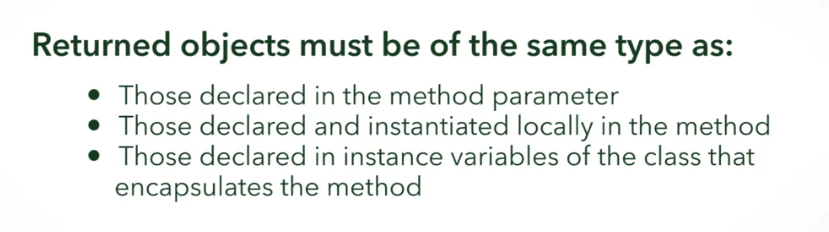 Returned objects must be of the same type as:
• Those declared in the method parameter
• Those declared and instantiated locally in the method
• Those declared in instance variables of the class that
encapsulates the method